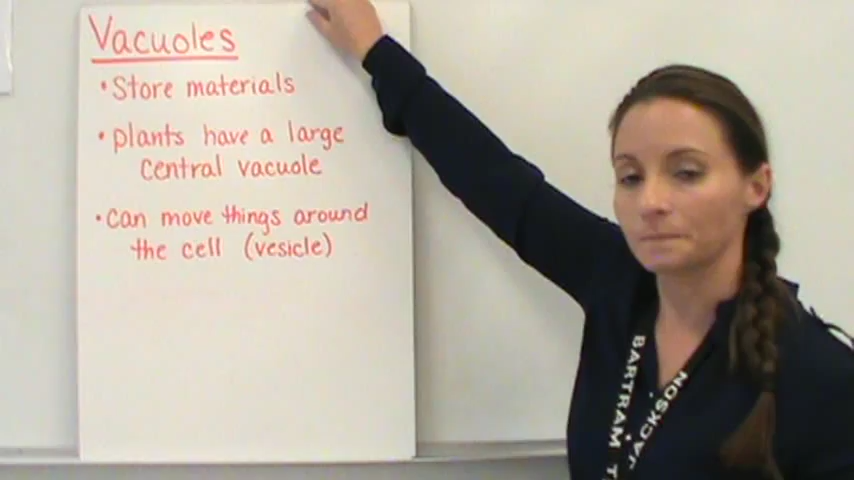 Vacuoles
• Store materials
• plants have a large
central vacuole
• can move things around
the cell (vesicle)
BARTRAM T
JACKSON